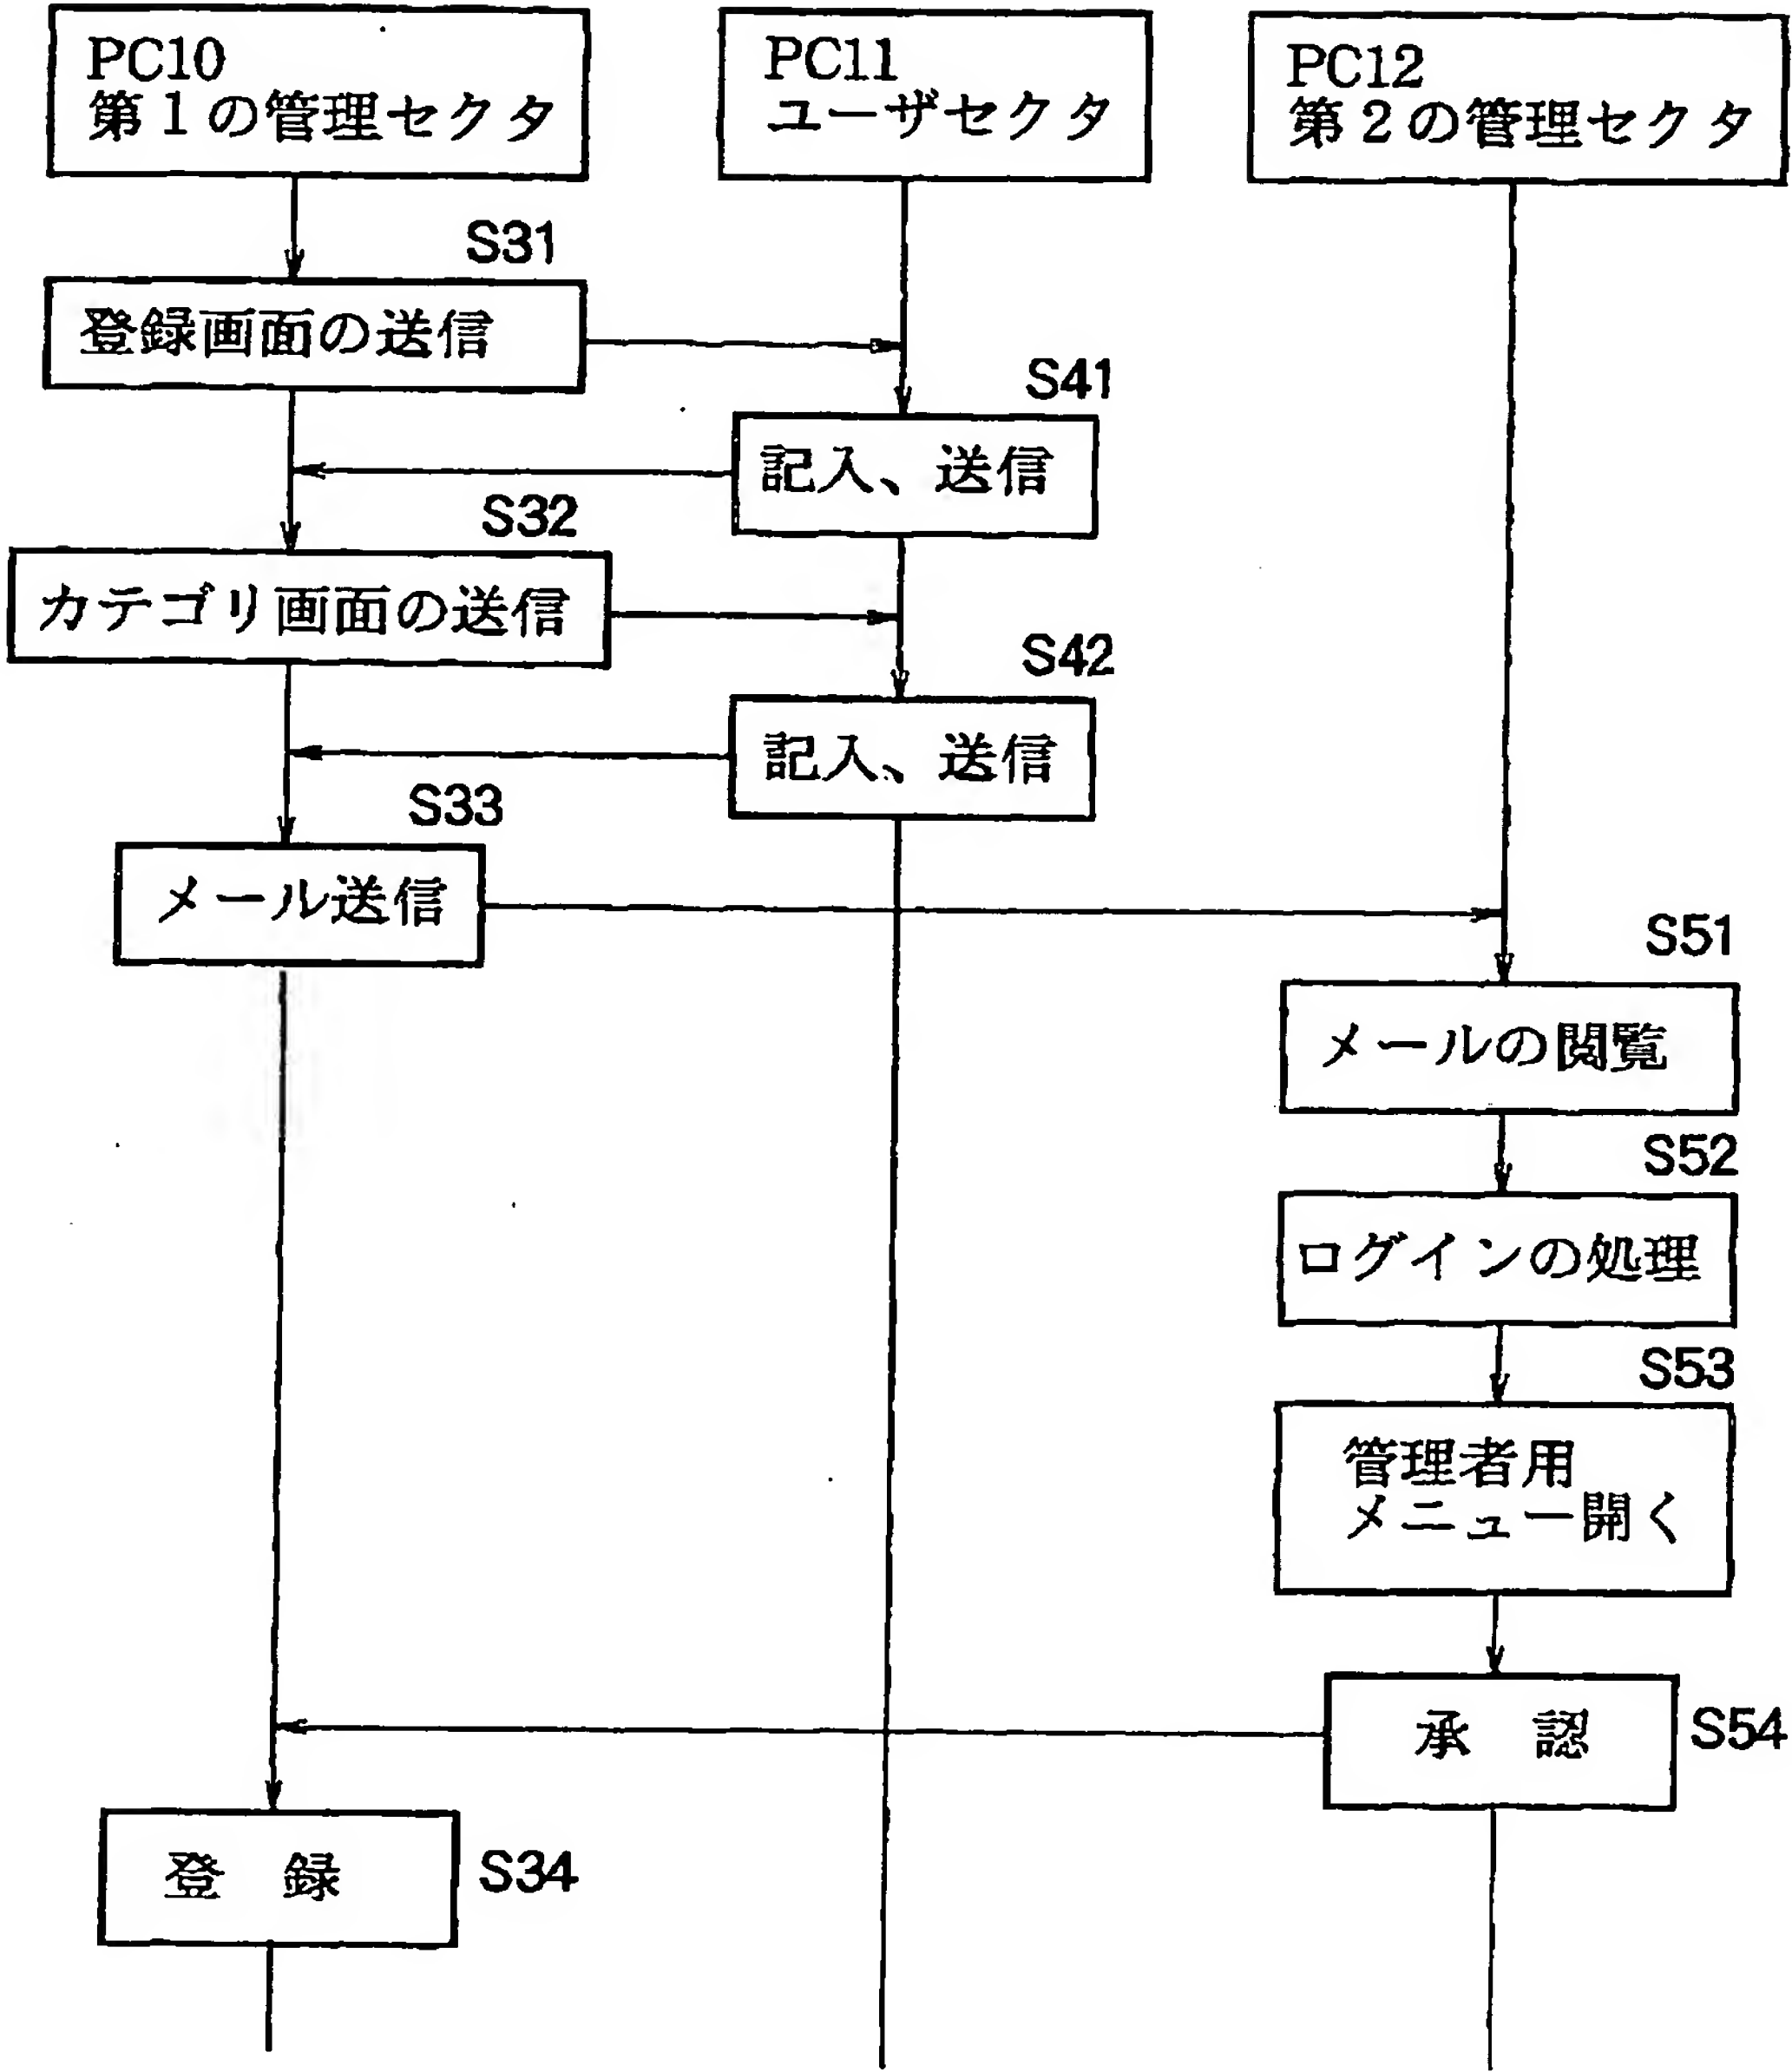 PC10
第1の管理セクタ
PC11
ユーザセクタ
PC12
第2の管理セクタ
S31
登録画面の送信
S41
記入、送信
S32
カテゴリ画面の送信
S42
記入、送信
S33
メール送信
S51
メールの閲覧
S52
ログインの処理
S53
管理者用
メニュー開く
承 認
S54
登 録
S34